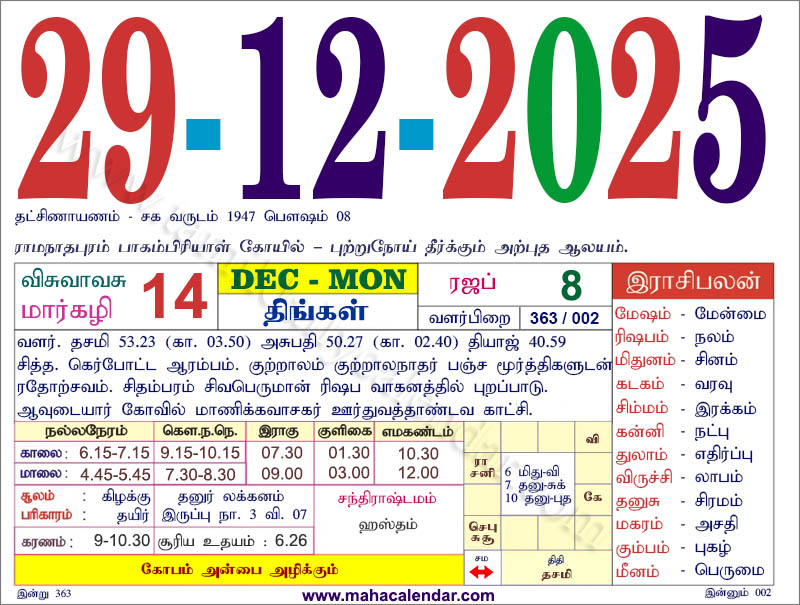 29-12-2025
தட்சிணாயணம் - சக வருடம் 1947 பௌஷம் 08
ராமநாதபுரம் பாகம்பிரியாள் கோயில் – புற்றுநோய் தீர்க்கும் அற்புத ஆலயம்.
விசுவாவசு
மார்கழி 14
DEC - MON
திங்கள்
ரஜப் 8
வளர்பிறை 363 / 002
வளர். தசமி 53.23 (கா. 03.50) அசுபதி 50.27 (கா. 02.40) தியாஜ் 40.59
சித்த. கெர்போட்ட ஆரம்பம். குற்றாலம் குற்றாலநாதர் பஞ்ச மூர்த்திகளுடன்
ரதோற்சவம். சிதம்பரம் சிவபெருமான் ரிஷப வாகனத்தில் புறப்பாடு.
ஆவுடையார் கோவில் மாணிக்கவாசகர் ஊர்துவத்தாண்டவ காட்சி.
இராசிபலன்
மேஷம் - மேன்மை
ரிஷபம் - நலம்
மிதுனம் - சினம்
கடகம் - வரவு
சிம்மம் - இரக்கம்
கன்னி - நட்பு
துலாம் - எதிர்ப்பு
விருச்சி - லாபம்
தனுசு - சிரமம்
மகரம் - அசதி
கும்பம் - புகழ்
மீனம் - பெருமை
நல்லநேரம் கௌ.ந.நெ. இராகு குளிகை எமகண்டம்
காலை : 6.15-7.15 9.15-10.15 07.30 01.30 10.30
மாலை : 4.45-5.45 7.30-8.30 09.00 03.00 12.00
சூலம் : கிழக்கு
பரிகாரம் : தயிர்
தனுர் லக்கனம்
இருப்பு நா. 3 வி. 07
சந்திராஷ்டமம்
ஹஸ்தம்
கரணம் : 9-10.30 சூரிய உதயம் : 6.26
வி
ரா
சனி
6 மிது-வி
7 தனு-சுக்
10 தனு-புத
கே
செபு
சுசூ
சம
திதி
தசமி
கோபம் அன்பை அழிக்கும்
இன்று 363
www.mahacalendar.com
இன்னும் 002